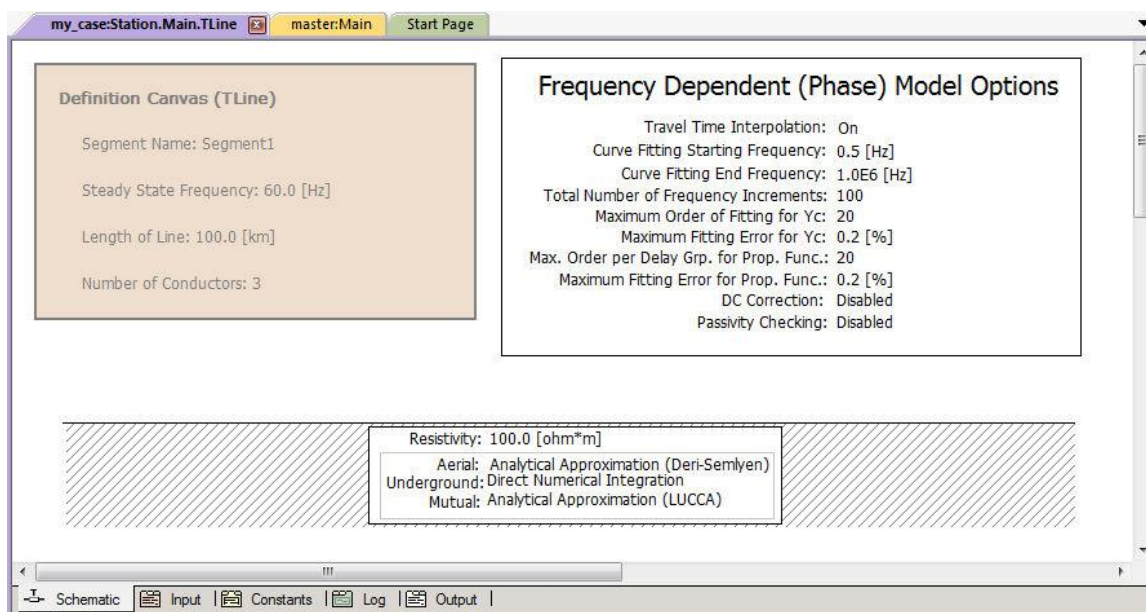 my_case:Station.Main.TLine
master:Main
Start Page
Definition Canvas (TLine)
Segment Name: Segment1
Steady State Frequency: 60.0 [Hz]
Length of Line: 100.0 [km]
Number of Conductors: 3
Frequency Dependent (Phase) Model Options
Travel Time Interpolation: On
Curve Fitting Starting Frequency: 0.5 [Hz]
Curve Fitting End Frequency: 1.0E6 [Hz]
Total Number of Frequency Increments: 100
Maximum Order of Fitting for Yc: 20
Maximum Fitting Error for Yc: 0.2 [%]
Max. Order per Delay Grp. for Prop. Func.: 20
Maximum Fitting Error for Prop. Func.: 0.2 [%]
DC Correction: Disabled
Passivity Checking: Disabled
Resistivity: 100.0 [ohm*m]
Aerial: Analytical Approximation (Deri-Semlyen)
Underground: Direct Numerical Integration
Mutual: Analytical Approximation (LUCCA)
Schematic
Input
Constants
Log
Output